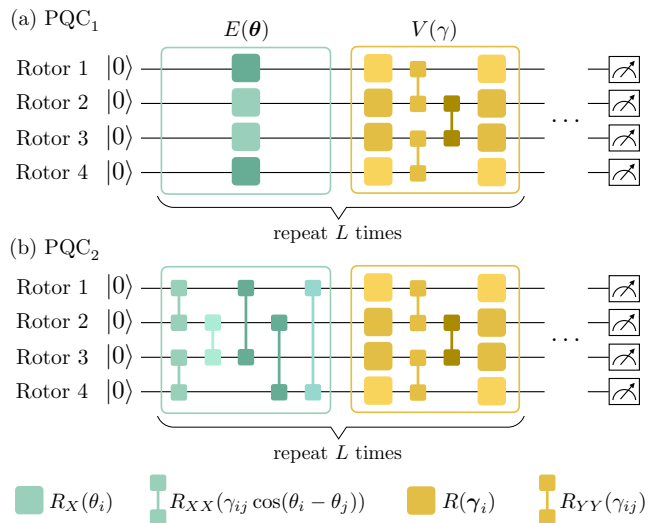 (a) PQC₁
E(θ) V(γ)
Rotor 1 |0⟩
Rotor 2 |0⟩
Rotor 3 |0⟩
Rotor 4 |0⟩
...
repeat L times
(b) PQC₂
Rotor 1 |0⟩
Rotor 2 |0⟩
Rotor 3 |0⟩
Rotor 4 |0⟩
...
repeat L times
R_X(θ_i) R_XX(γ_ij cos(θ_i − θ_j)) R(γ_i) R_YY(γ_ij)